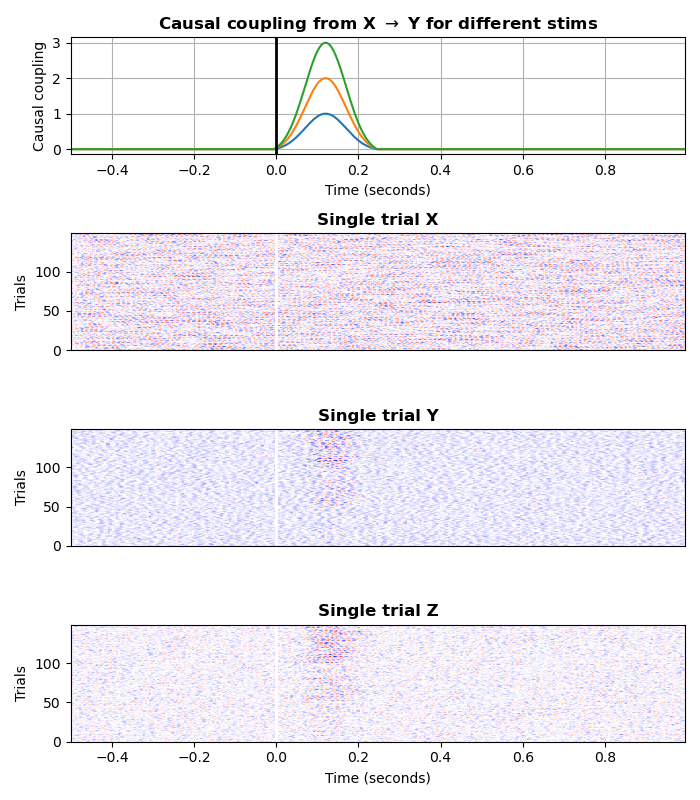 Causal coupling from X → Y for different stims
Causal coupling
3
2
1
0
−0.4 −0.2 0.0 0.2 0.4 0.6 0.8
Time (seconds)
Single trial X
Trials
100
50
0
Single trial Y
Trials
100
50
0
Single trial Z
Trials
100
50
0
−0.4 −0.2 0.0 0.2 0.4 0.6 0.8
Time (seconds)